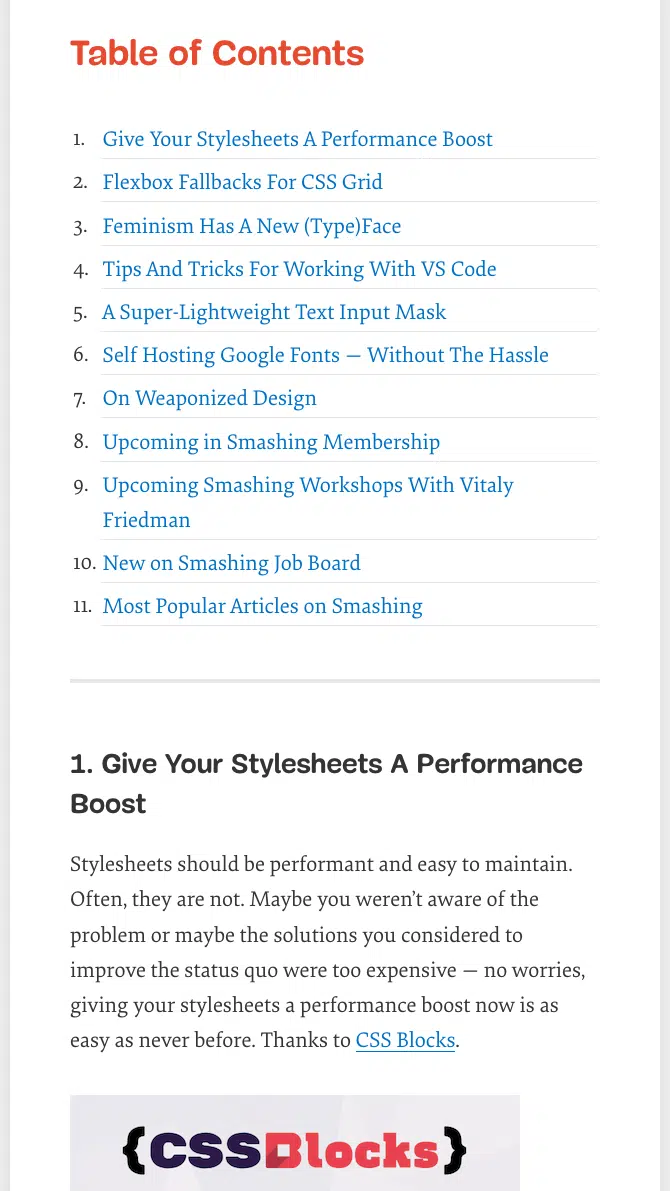 Table of Contents
1. Give Your Stylesheets A Performance Boost
2. Flexbox Fallbacks For CSS Grid
3. Feminism Has A New (Type)Face
4. Tips And Tricks For Working With VS Code
5. A Super-Lightweight Text Input Mask
6. Self Hosting Google Fonts — Without The Hassle
7. On Weaponized Design
8. Upcoming in Smashing Membership
9. Upcoming Smashing Workshops With Vitaly
Friedman
10. New on Smashing Job Board
11. Most Popular Articles on Smashing
1. Give Your Stylesheets A Performance
Boost
Stylesheets should be performant and easy to maintain.
Often, they are not. Maybe you weren’t aware of the
problem or maybe the solutions you considered to
improve the status quo were too expensive — no worries,
giving your stylesheets a performance boost now is as
easy as never before. Thanks to CSS Blocks.
{CSSBlocks}